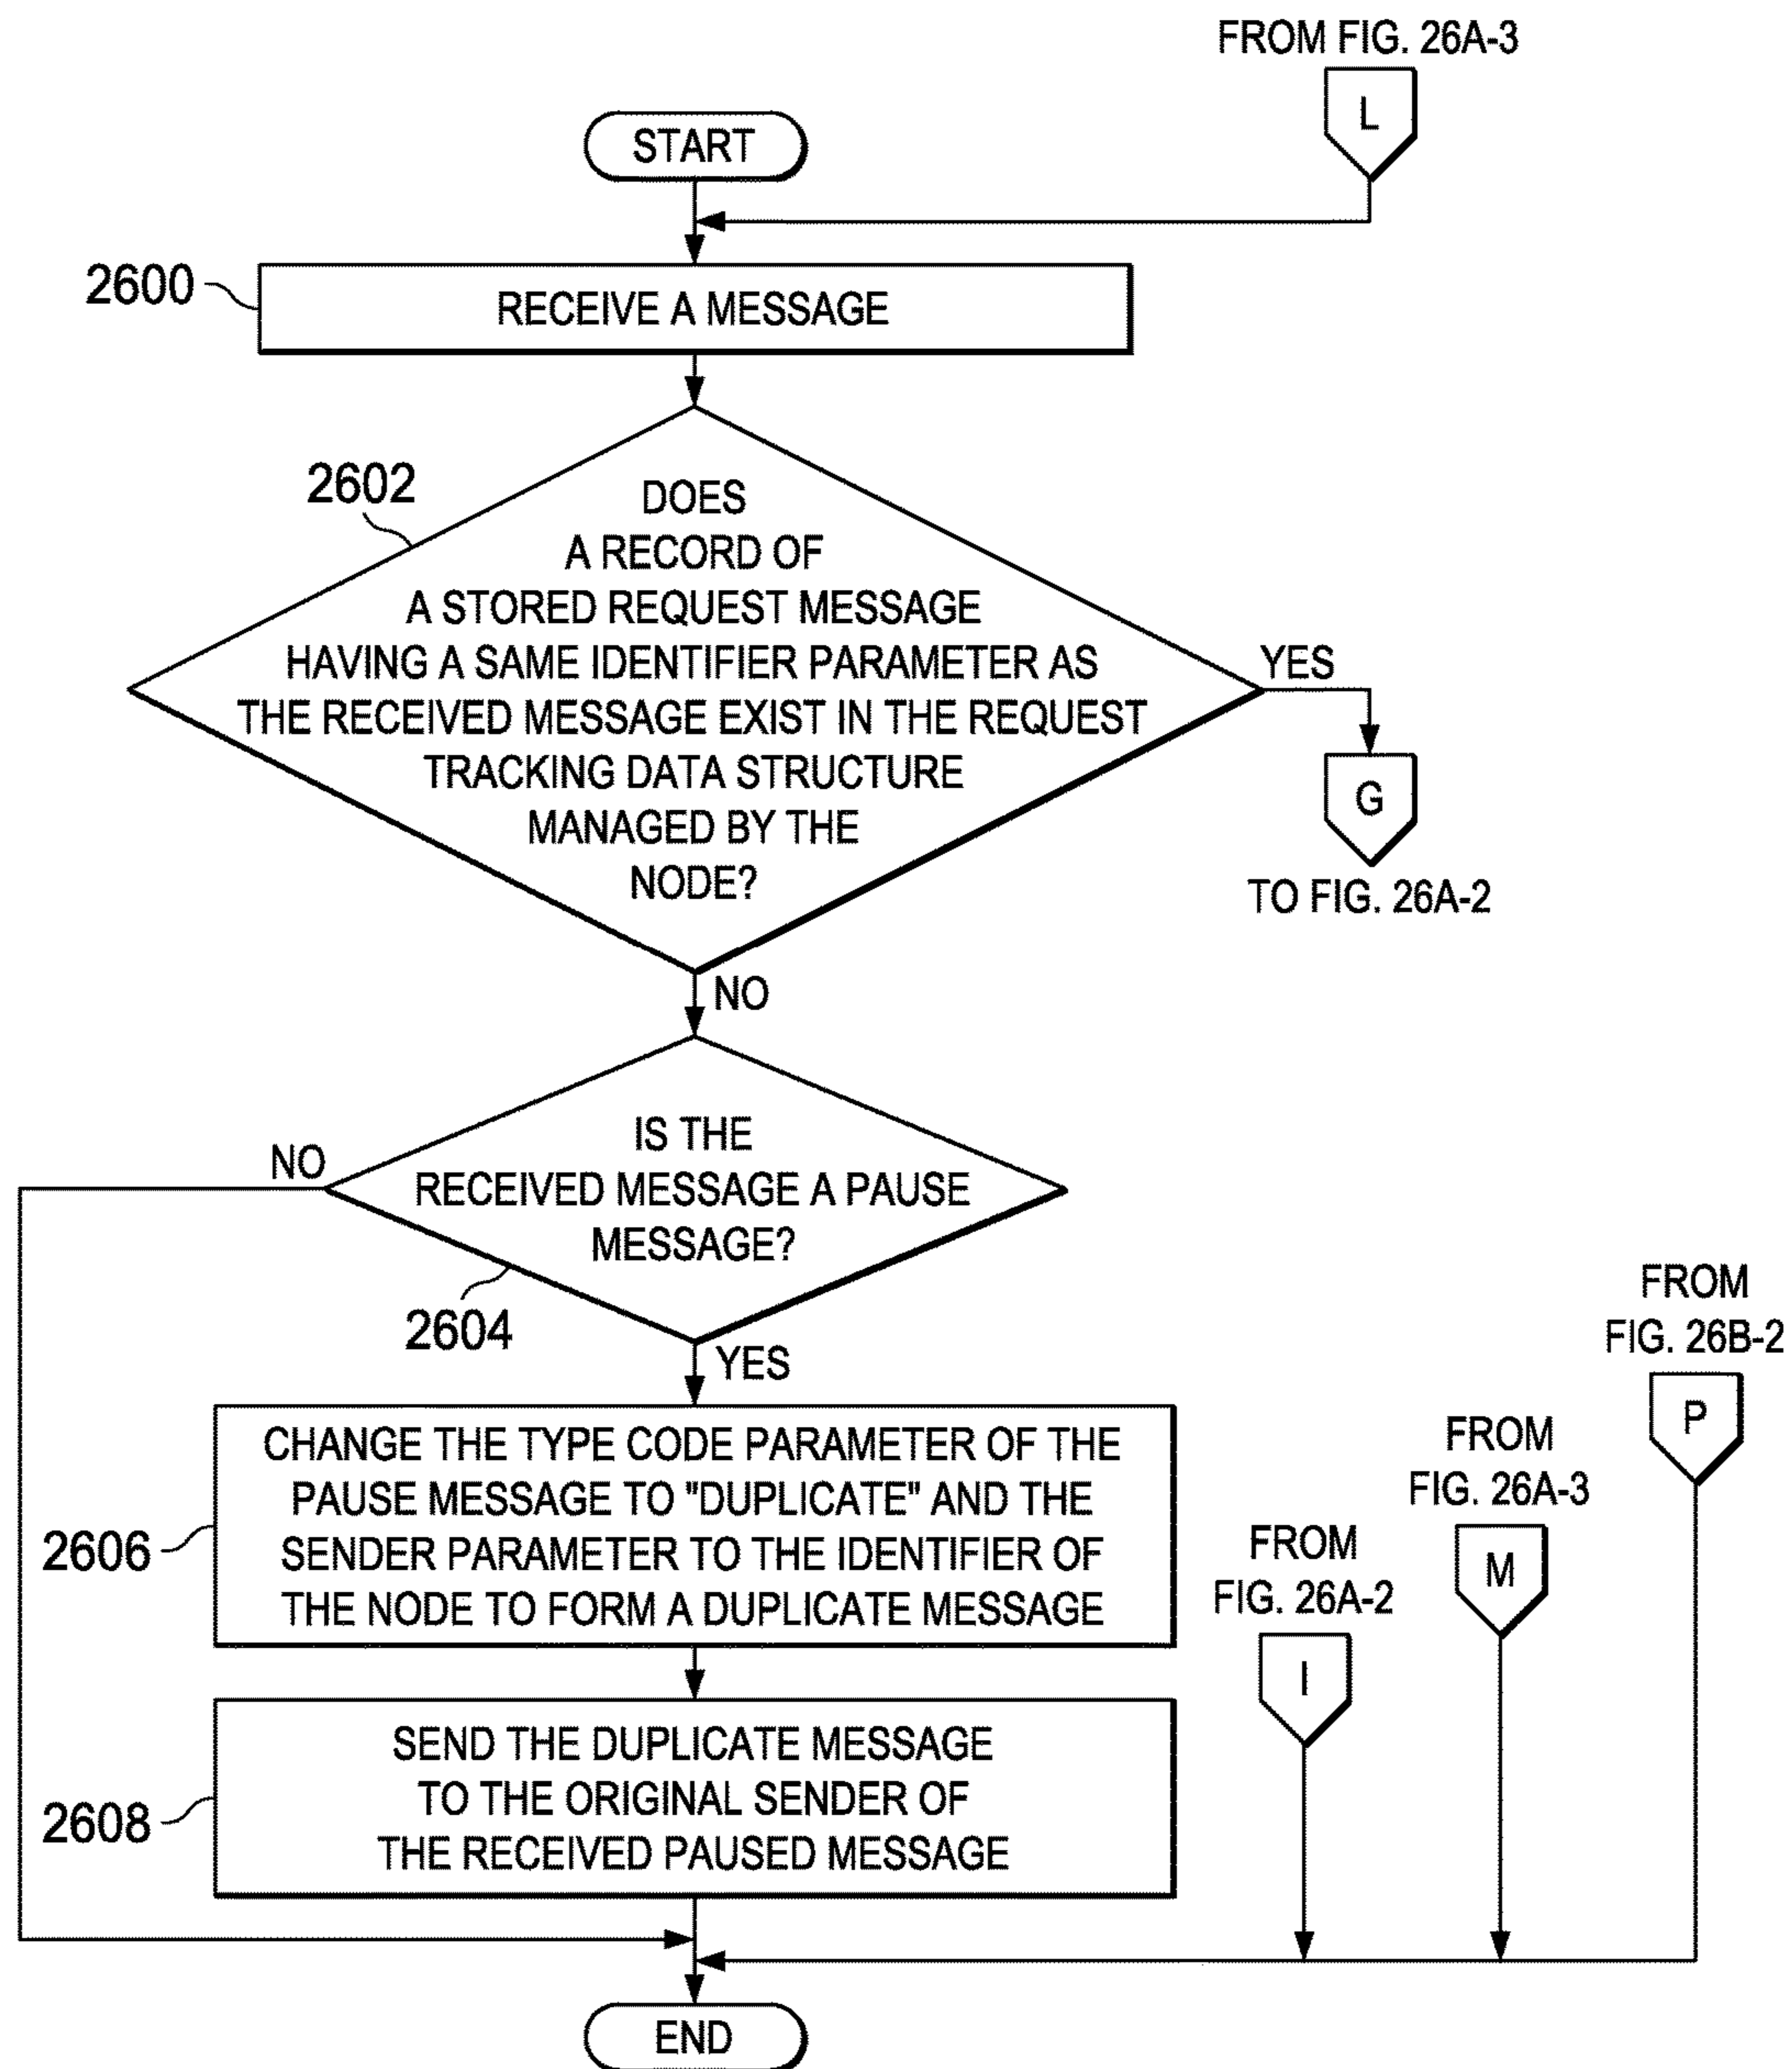 FROM FIG. 26A-3
L
START
2600
RECEIVE A MESSAGE
2602
DOES
A RECORD OF
A STORED REQUEST MESSAGE
HAVING A SAME IDENTIFIER PARAMETER AS
THE RECEIVED MESSAGE EXIST IN THE REQUEST
TRACKING DATA STRUCTURE
MANAGED BY THE
NODE?
YES
G
TO FIG. 26A-2
NO
IS THE
RECEIVED MESSAGE A PAUSE
MESSAGE?
NO
2604
YES
CHANGE THE TYPE CODE PARAMETER OF THE
PAUSE MESSAGE TO "DUPLICATE" AND THE
SENDER PARAMETER TO THE IDENTIFIER OF
THE NODE TO FORM A DUPLICATE MESSAGE
2606
SEND THE DUPLICATE MESSAGE
TO THE ORIGINAL SENDER OF
THE RECEIVED PAUSED MESSAGE
2608
FROM
FIG. 26A-2
I
FROM
FIG. 26A-3
M
FROM
FIG. 26B-2
P
END